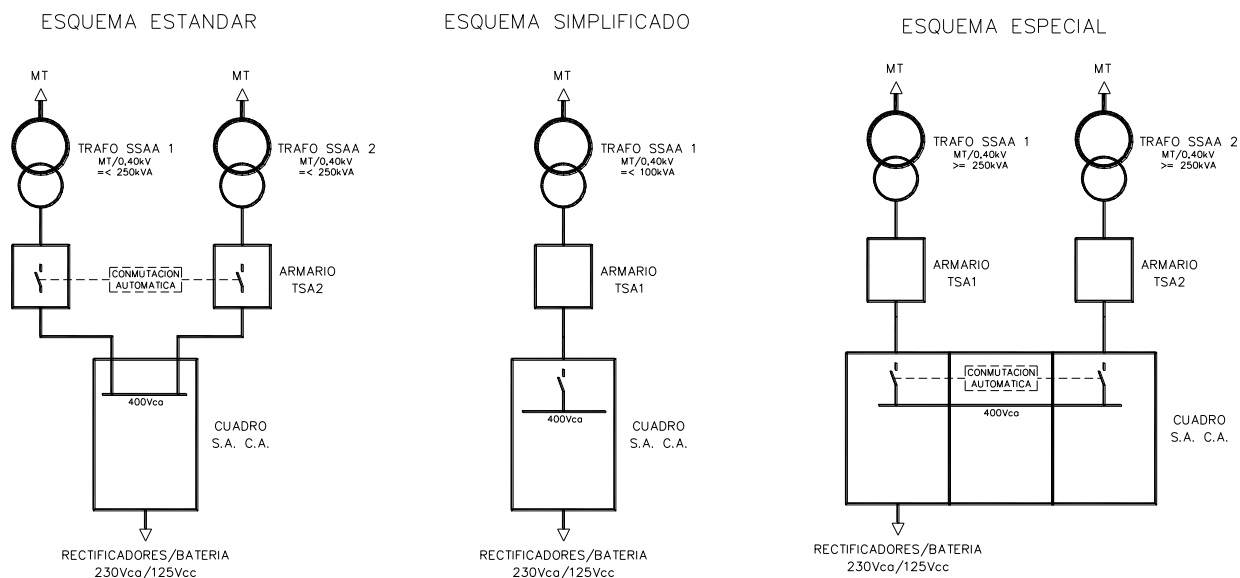 ESQUEMA ESTANDAR
MT
MT
TRAFO SSAA 1
MT/0.40kV
=< 250kVA
TRAFO SSAA 2
MT/0.40kV
=< 250kVA
CONMUTACION
AUTOMATICA
ARMARIO
TSA2
400Vca
CUADRO
S.A. C.A.
RECTIFICADORES/BATERIA
230Vca/125Vcc
ESQUEMA SIMPLIFICADO
MT
TRAFO SSAA 1
MT/0.40kV
=< 100kVA
ARMARIO
TSA1
400Vca
CUADRO
S.A. C.A.
RECTIFICADORES/BATERIA
230Vca/125Vcc
ESQUEMA ESPECIAL
MT
MT
TRAFO SSAA 1
MT/0.40kV
>= 250kVA
TRAFO SSAA 2
MT/0.40kV
>= 250kVA
ARMARIO
TSA1
ARMARIO
TSA2
CONMUTACION
AUTOMATICA
400Vca
CUADRO
S.A. C.A.
RECTIFICADORES/BATERIA
230Vca/125Vcc